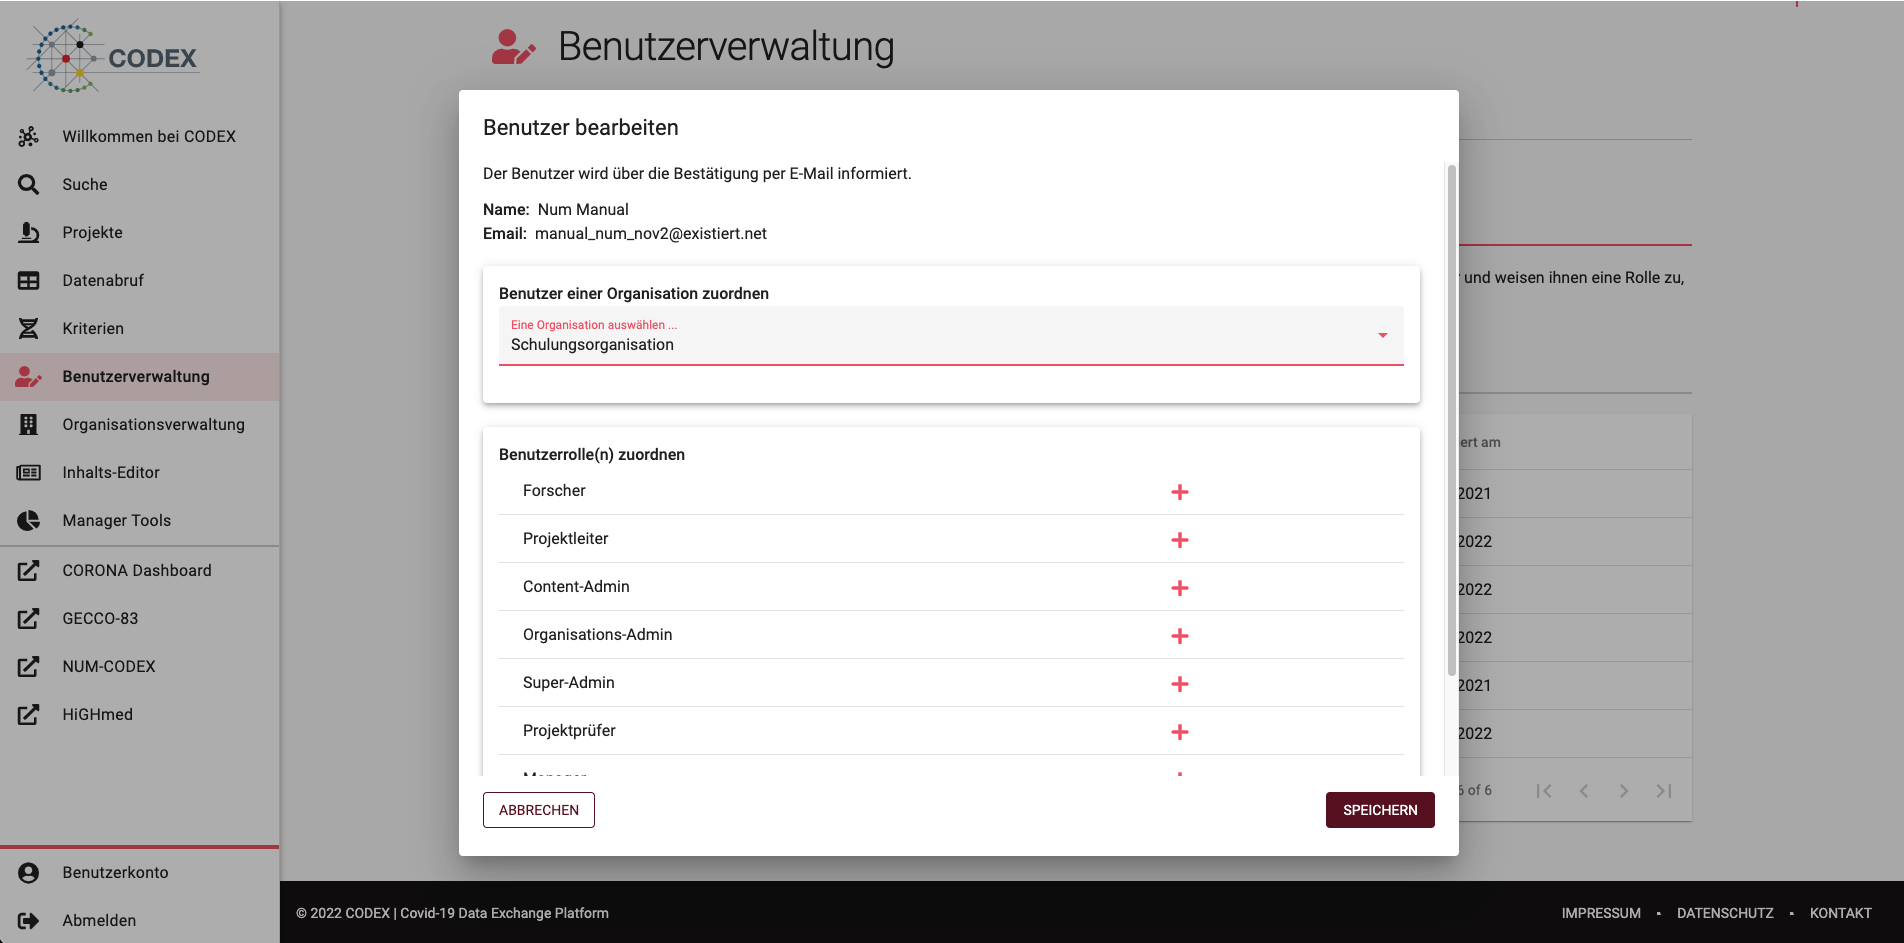 CODEX
Willkommen bei CODEX
Suche
Projekte
Datenabruf
Kriterien
Benutzerverwaltung
Organisationsverwaltung
Inhalts-Editor
Manager Tools
CORONA Dashboard
GECCO-83
NUM-CODEX
HiGHmed
Benutzerkonto
Abmelden
Benutzerverwaltung
Benutzer bearbeiten
Der Benutzer wird über die Bestätigung per E-Mail informiert.
Name: Num Manual
Email: manual_num_nov2@existiert.net
Benutzer einer Organisation zuordnen
Eine Organisation auswählen ...
Schulungsorganisation
Benutzerrolle(n) zuordnen
Forscher
Projektleiter
Content-Admin
Organisations-Admin
Super-Admin
Projektprüfer
ABBRECHEN
SPEICHERN
und weisen ihnen eine Rolle zu,
ert am
2021
2022
2022
2022
2021
2022
6 of 6
© 2022 CODEX | Covid-19 Data Exchange Platform
IMPRESSUM • DATENSCHUTZ • KONTAKT